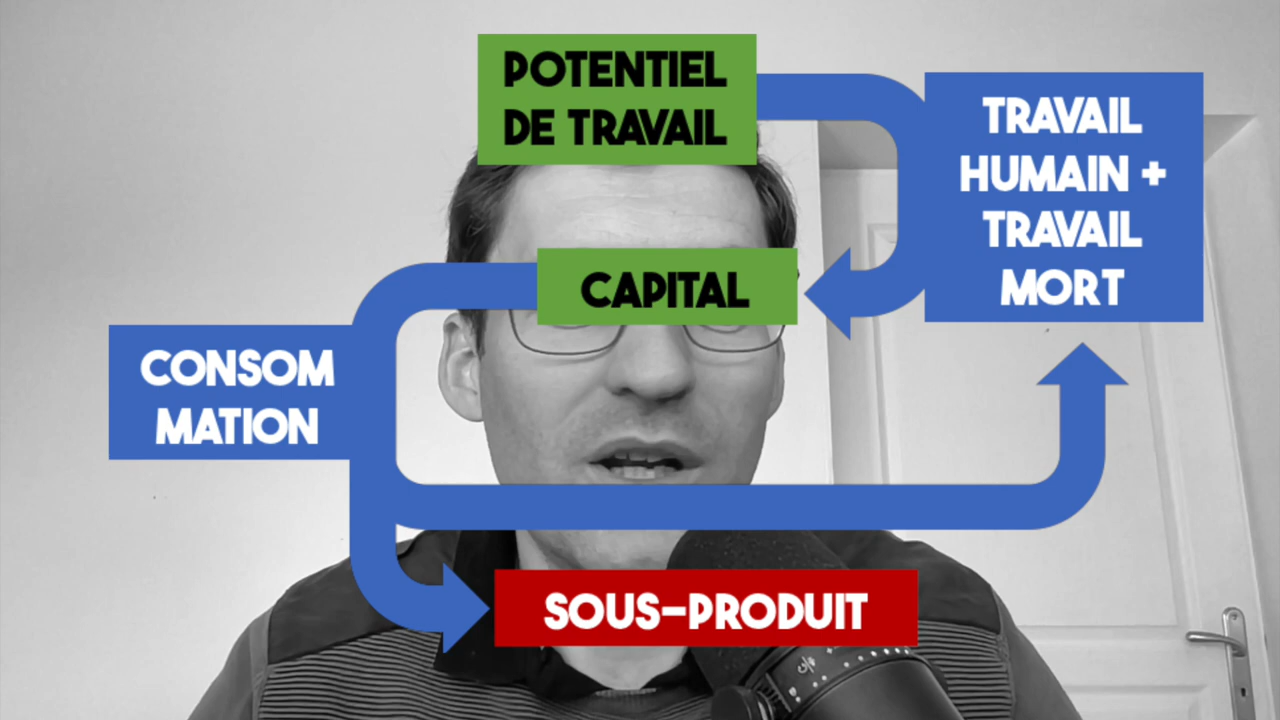 POTENTIEL
DE TRAVAIL
TRAVAIL
HUMAIN +
TRAVAIL
MORT
CAPITAL
CONSOM
MATION
SOUS-PRODUIT